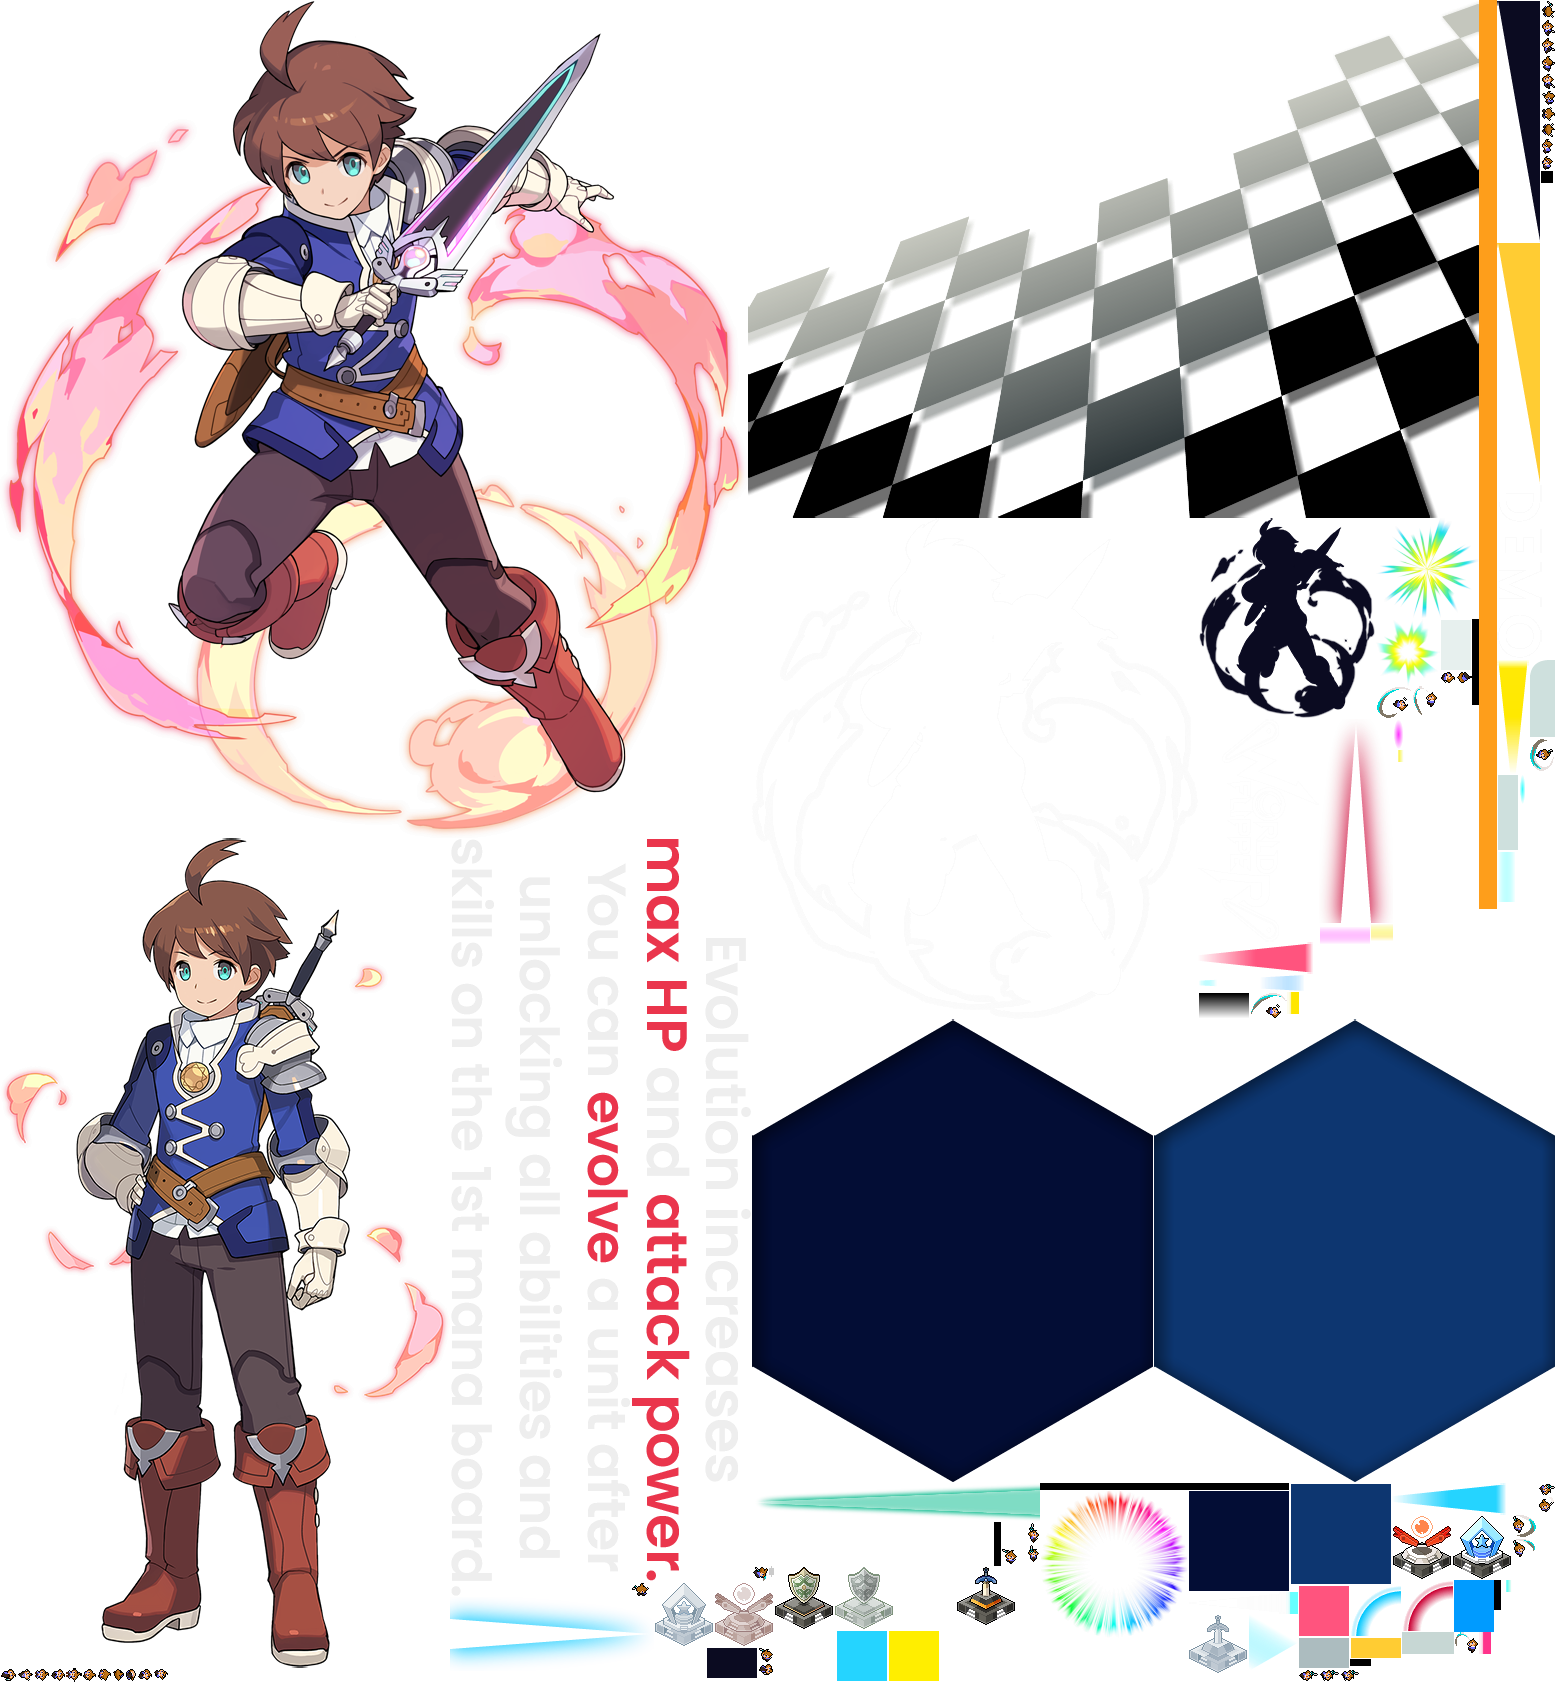 Evolution increases
max HP and attack power.
You can evolve a unit after
unlocking all abilities and
skills on the 1st mana board.